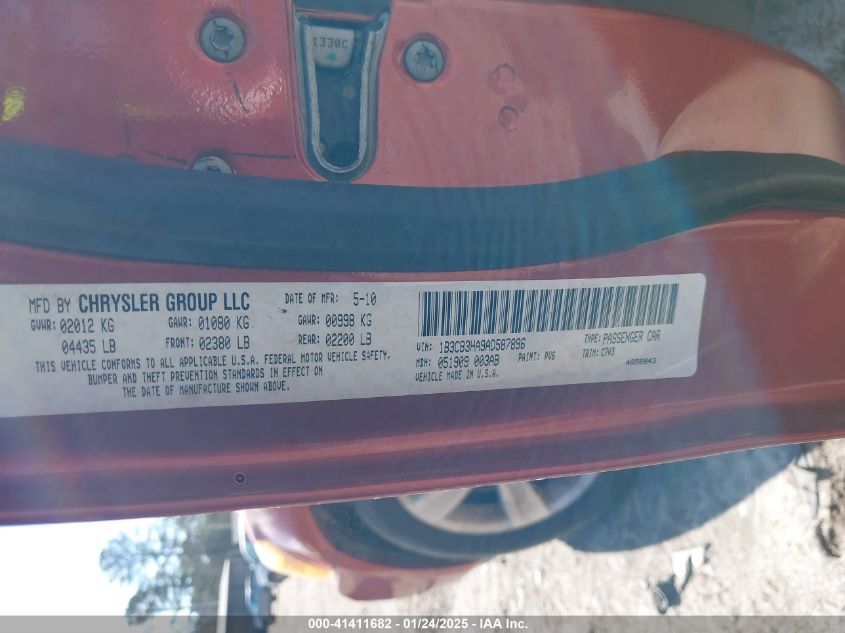 1330C
MFD BY CHRYSLER GROUP LLC DATE OF MFR: 5-10
GVWR: 02012 KG GAWR: 01080 KG GAWR: 00998 KG
04435 LB FRONT: 02380 LB REAR: 02200 LB
THIS VEHICLE CONFORMS TO ALL APPLICABLE U.S.A. FEDERAL MOTOR VEHICLE SAFETY,
BUMPER AND THEFT PREVENTION STANDARDS IN EFFECT ON
THE DATE OF MANUFACTURE SHOWN ABOVE.
VIN: 1B3CB3HA9AD587896 TYPE: PASSENGER CAR
MDH: 051909 003AB PAINT: PV6 TRIM: C7V3
VEHICLE MADE IN U.S.A. 4658843
000-41411682 - 01/24/2025 - IAA Inc.